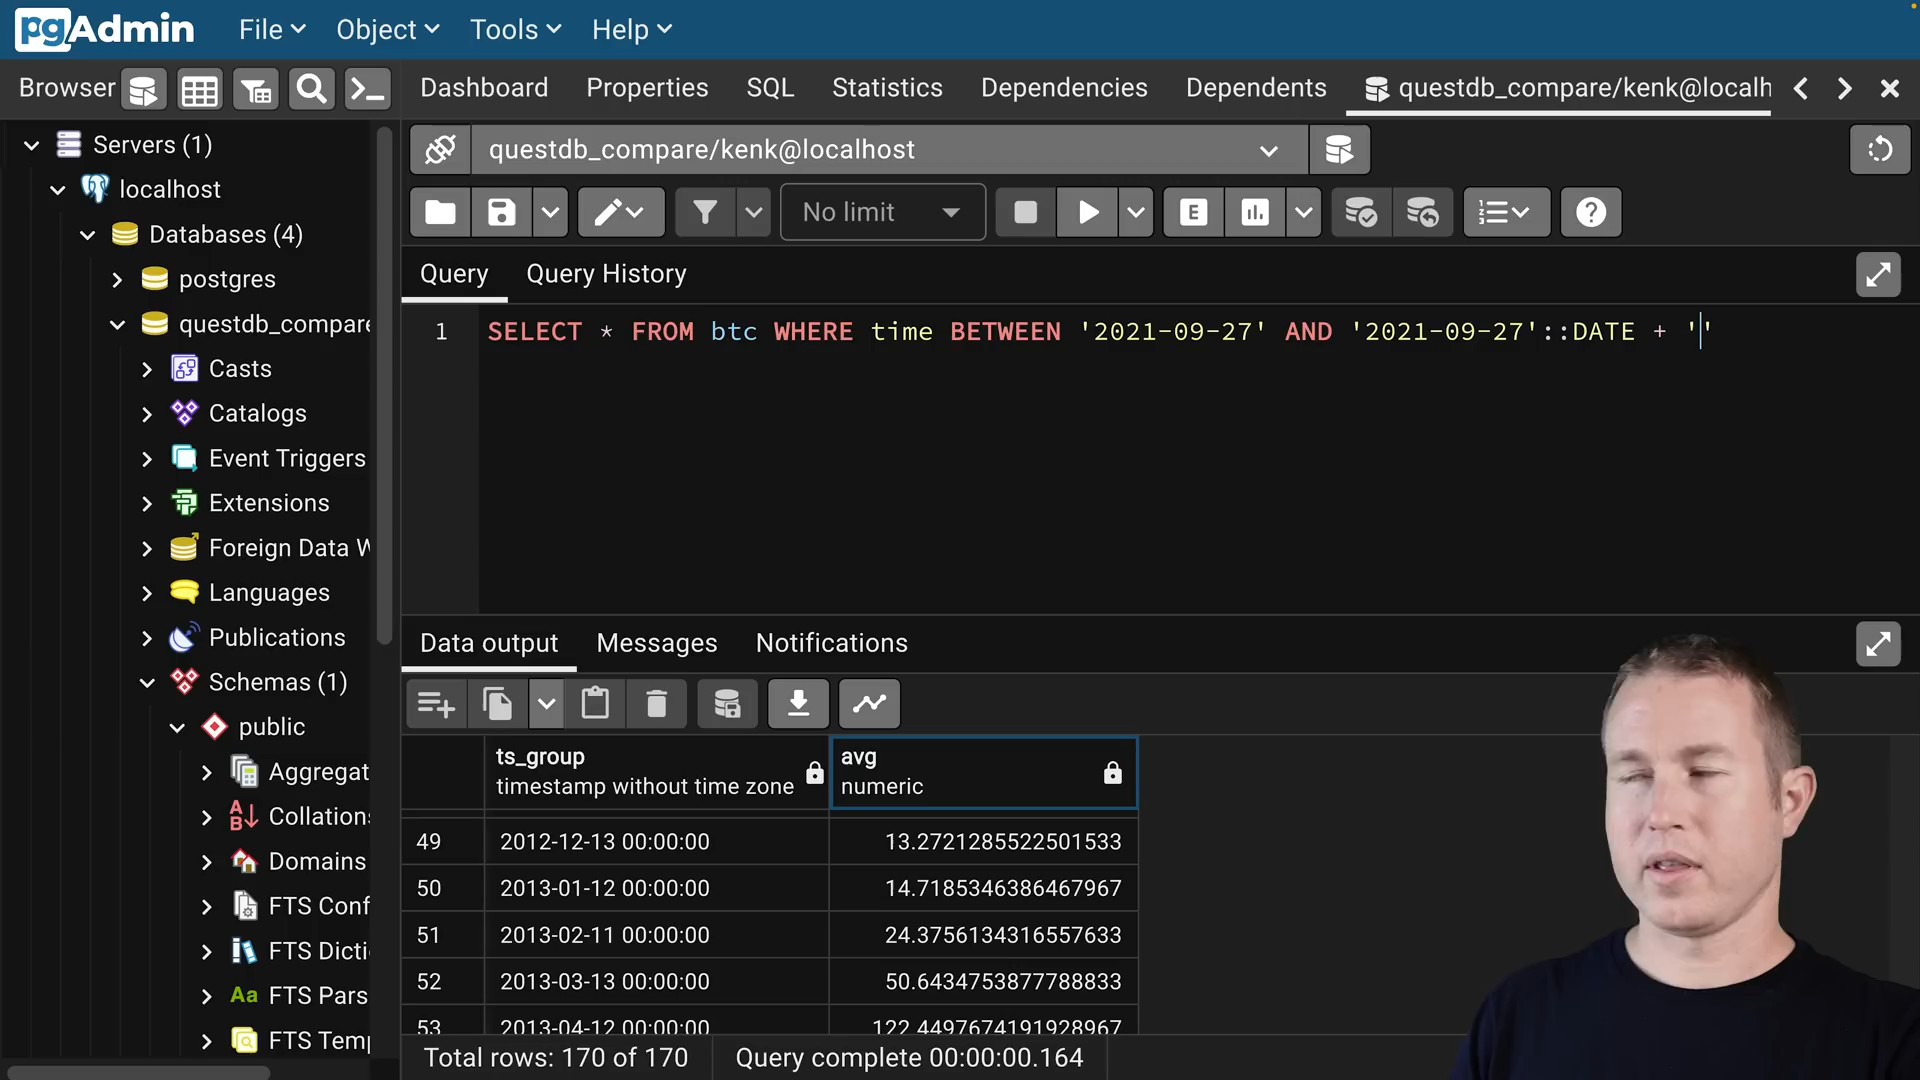 pgAdmin
File
Object
Tools
Help
Browser
Dashboard
Properties
SQL
Statistics
Dependencies
Dependents
questdb_compare/kenk@localh
Servers (1)
localhost
Databases (4)
postgres
questdb_compare
Casts
Catalogs
Event Triggers
Extensions
Foreign Data W
Languages
Publications
Schemas (1)
public
Aggregat
Collations
Domains
FTS Conf
FTS Dicti
FTS Pars
FTS Temp
questdb_compare/kenk@localhost
No limit
E
Query
Query History
1 SELECT * FROM btc WHERE time BETWEEN '2021-09-27' AND '2021-09-27'::DATE + ''
Data output
Messages
Notifications
ts_group
timestamp without time zone
avg
numeric
49 2012-12-13 00:00:00 13.2721285522501533
50 2013-01-12 00:00:00 14.7185346386467967
51 2013-02-11 00:00:00 24.3756134316557633
52 2013-03-13 00:00:00 50.6434753877788833
53 2013-04-12 00:00:00 122.4497674191928967
Total rows: 170 of 170
Query complete 00:00:00.164